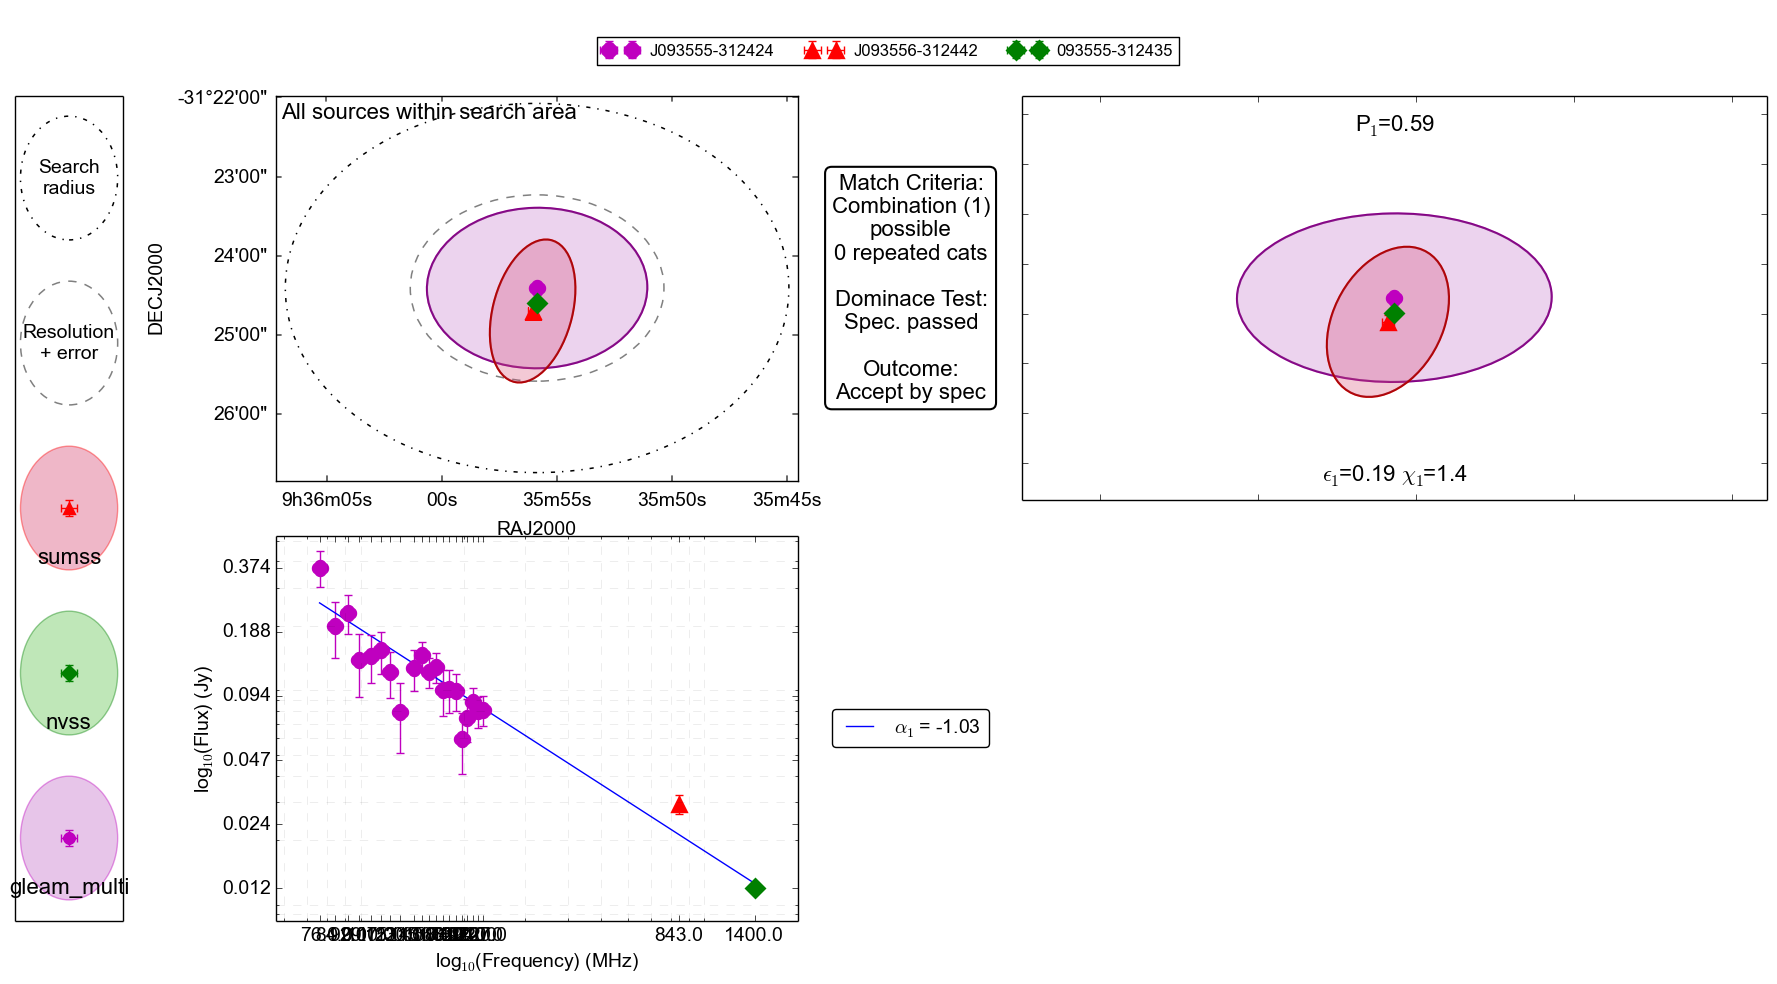 J093555-312424
J093556-312442
093555-312435
Search
radius
Resolution
+ error
sumss
nvss
gleam_multi
All sources within search area
-31°22'00"
23'00"
24'00"
25'00"
26'00"
DECJ2000
9h36m05s
00s
35m55s
35m50s
35m45s
RAJ2000
Match Criteria:
Combination (1)
possible
0 repeated cats
Dominace Test:
Spec. passed
Outcome:
Accept by spec
P₁=0.59
ϵ₁=0.19 χ₁=1.4
0.374
0.188
0.094
0.047
0.024
0.012
log₁₀(Flux) (Jy)
843.0
1400.0
log₁₀(Frequency) (MHz)
α₁ = -1.03